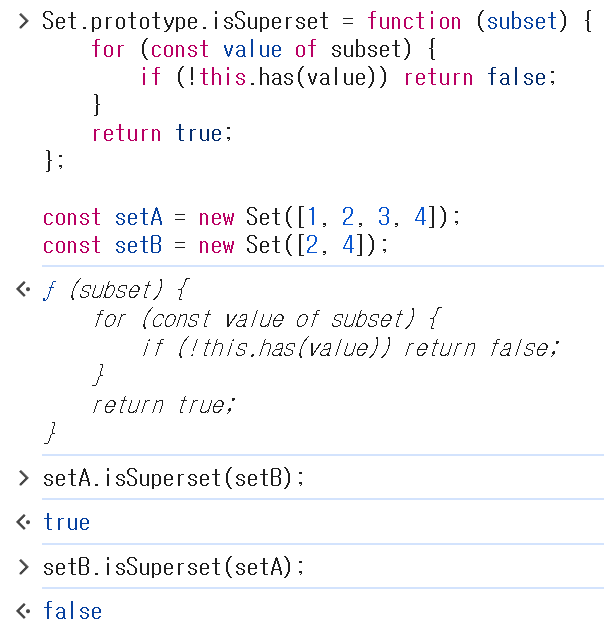 > Set.prototype.isSuperset = function (subset) {
for (const value of subset) {
if (!this.has(value)) return false;
}
return true;
};
const setA = new Set([1, 2, 3, 4]);
const setB = new Set([2, 4]);
ƒ (subset) {
for (const value of subset) {
if (!this.has(value)) return false;
}
return true;
}
> setA.isSuperset(setB);
true
> setB.isSuperset(setA);
false